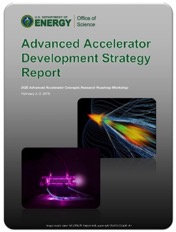 U.S. DEPARTMENT OF
ENERGY
Office of
Science
Advanced Accelerator
Development Strategy
Report
DOE Advanced Accelerator Concepts Research Roadmap Workshop
February 2–3, 2016